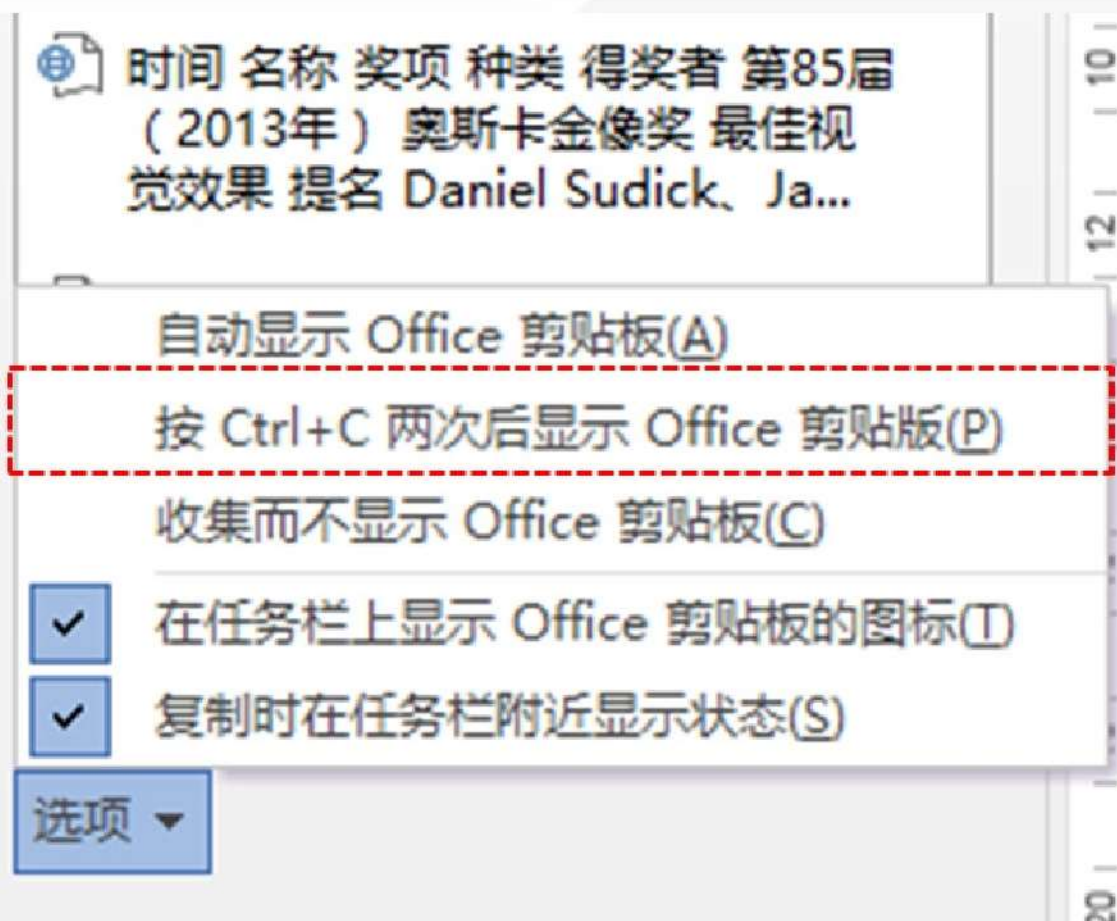 时间 名称 奖项 种类 得奖者 第85届
（2013年） 奥斯卡金像奖 最佳视
觉效果 提名 Daniel Sudick、Ja...
自动显示 Office 剪贴板(A)
按 Ctrl+C 两次后显示 Office 剪贴版(P)
收集而不显示 Office 剪贴板(C)
在任务栏上显示 Office 剪贴板的图标(T)
复制时在任务栏附近显示状态(S)
选项
10
12
20